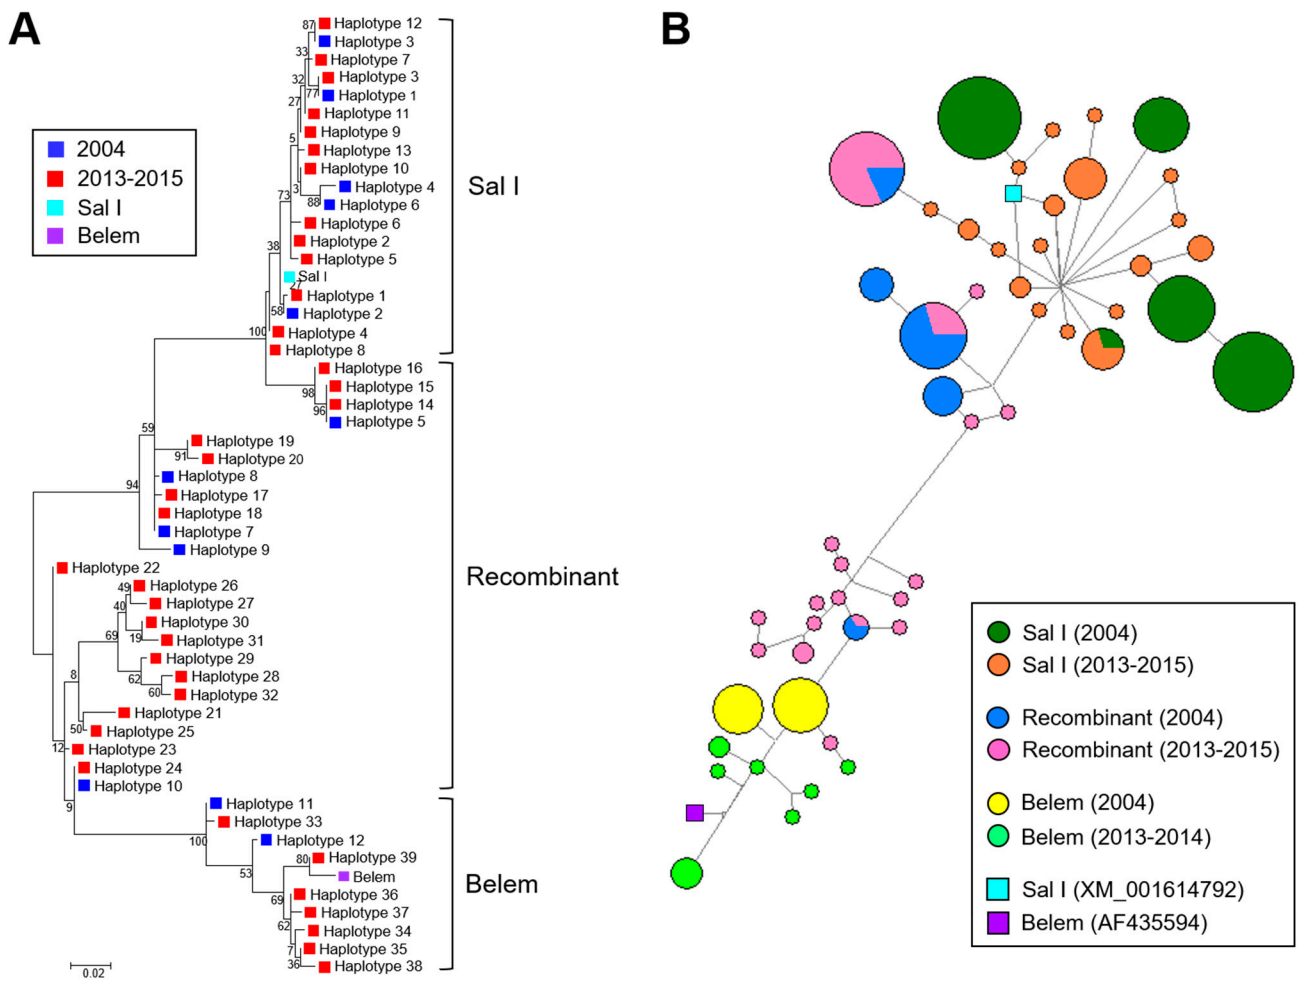 A
B
2004
2013-2015
Sal I
Belem
87
Haplotype 12
Haplotype 3
33
Haplotype 7
32
Haplotype 3
77
Haplotype 1
27
Haplotype 11
Haplotype 9
5
Haplotype 13
Haplotype 10
3
Haplotype 4
73
88
Haplotype 6
Haplotype 6
38
Haplotype 2
Haplotype 5
Sal I
27
Haplotype 1
58
Haplotype 2
100
Haplotype 4
Haplotype 8
Sal I
Haplotype 16
98
Haplotype 15
96
Haplotype 14
Haplotype 5
59
Haplotype 19
91
Haplotype 20
94
Haplotype 8
Haplotype 17
Haplotype 18
Haplotype 7
Haplotype 9
Haplotype 22
Recombinant
49
Haplotype 26
40
Haplotype 27
Haplotype 30
69
19
Haplotype 31
Haplotype 29
8
62
Haplotype 28
60
Haplotype 32
Haplotype 21
50
Haplotype 25
12
Haplotype 23
Haplotype 24
Haplotype 10
9
Haplotype 11
Haplotype 33
100
Haplotype 12
80
Haplotype 39
53
Belem
Belem
69
Haplotype 36
Haplotype 37
62
Haplotype 34
7
Haplotype 35
36
Haplotype 38
0.02
Sal I (2004)
Sal I (2013-2015)
Recombinant (2004)
Recombinant (2013-2015)
Belem (2004)
Belem (2013-2014)
Sal I (XM_001614792)
Belem (AF435594)